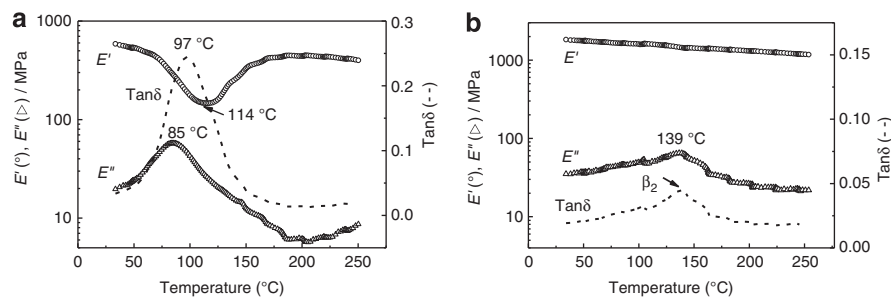 a
1000
100
10
E′(°), E″(▷) / MPa
0
50
100
150
200
250
Temperature (°C)
0.3
0.2
0.1
0.0
Tanδ (--)
E′
97 °C
Tanδ
114 °C
85 °C
E″
b
1000
100
10
E′(°), E″(▷) / MPa
0
50
100
150
200
250
Temperature (°C)
0.15
0.10
0.05
0.00
Tanδ (--)
E′
139 °C
E″
β₂
Tanδ